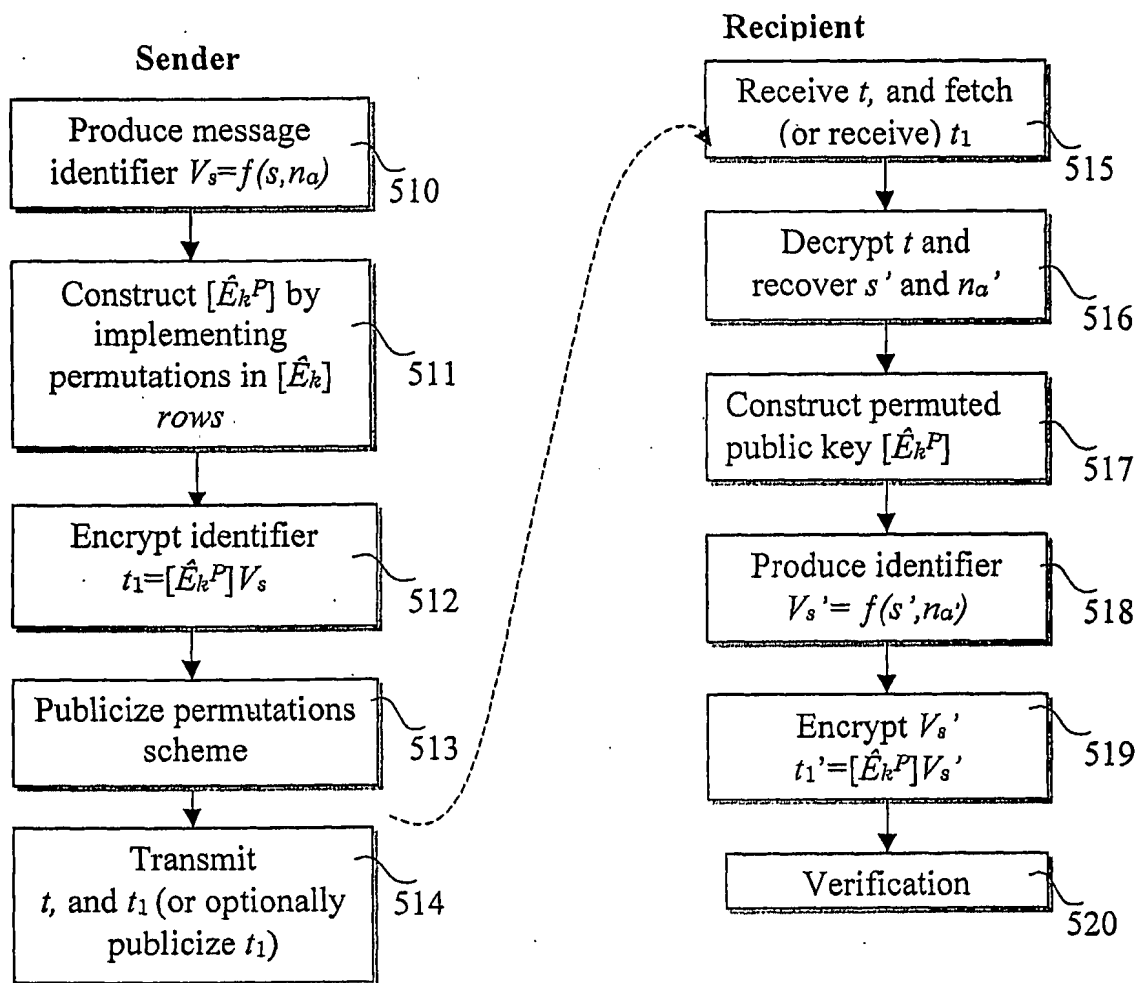 Sender
Produce message
identifier Vₛ=f(s,nₐ)
510
Construct [Êₖᴾ] by
implementing
permutations in [Êₖ]
rows
511
Encrypt identifier
t₁=[Êₖᴾ]Vₛ
512
Publicize permutations
scheme
513
Transmit
t, and t₁ (or optionally
publicize t₁)
514
Recipient
Receive t, and fetch
(or receive) t₁
515
Decrypt t and
recover s' and nₐ'
516
Construct permuted
public key [Êₖᴾ]
517
Produce identifier
Vₛ'= f(s',nₐ')
518
Encrypt Vₛ'
t₁'=[Êₖᴾ]Vₛ'
519
Verification
520